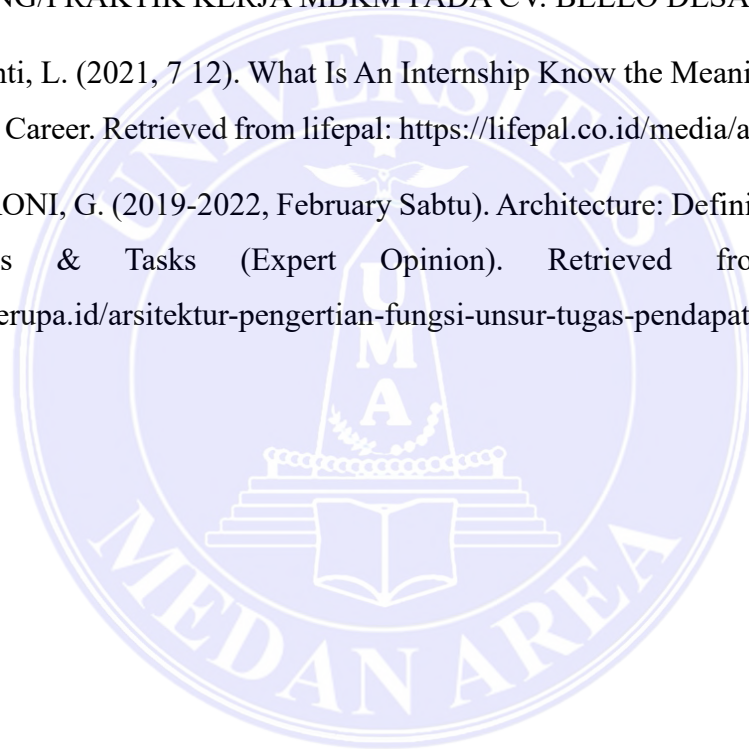 NG/PRAKTIK KERJA MBKM PADA CV. BELLO DESA
nti, L. (2021, 7 12). What Is An Internship Know the Meani
Career. Retrieved from lifepal: https://lifepal.co.id/media/a
RONI, G. (2019-2022, February Sabtu). Architecture: Defini
s & Tasks (Expert Opinion). Retrieved fro
erupa.id/arsitektur-pengertian-fungsi-unsur-tugas-pendapat
UNIVERSITAS
UMA
MEDAN AREA